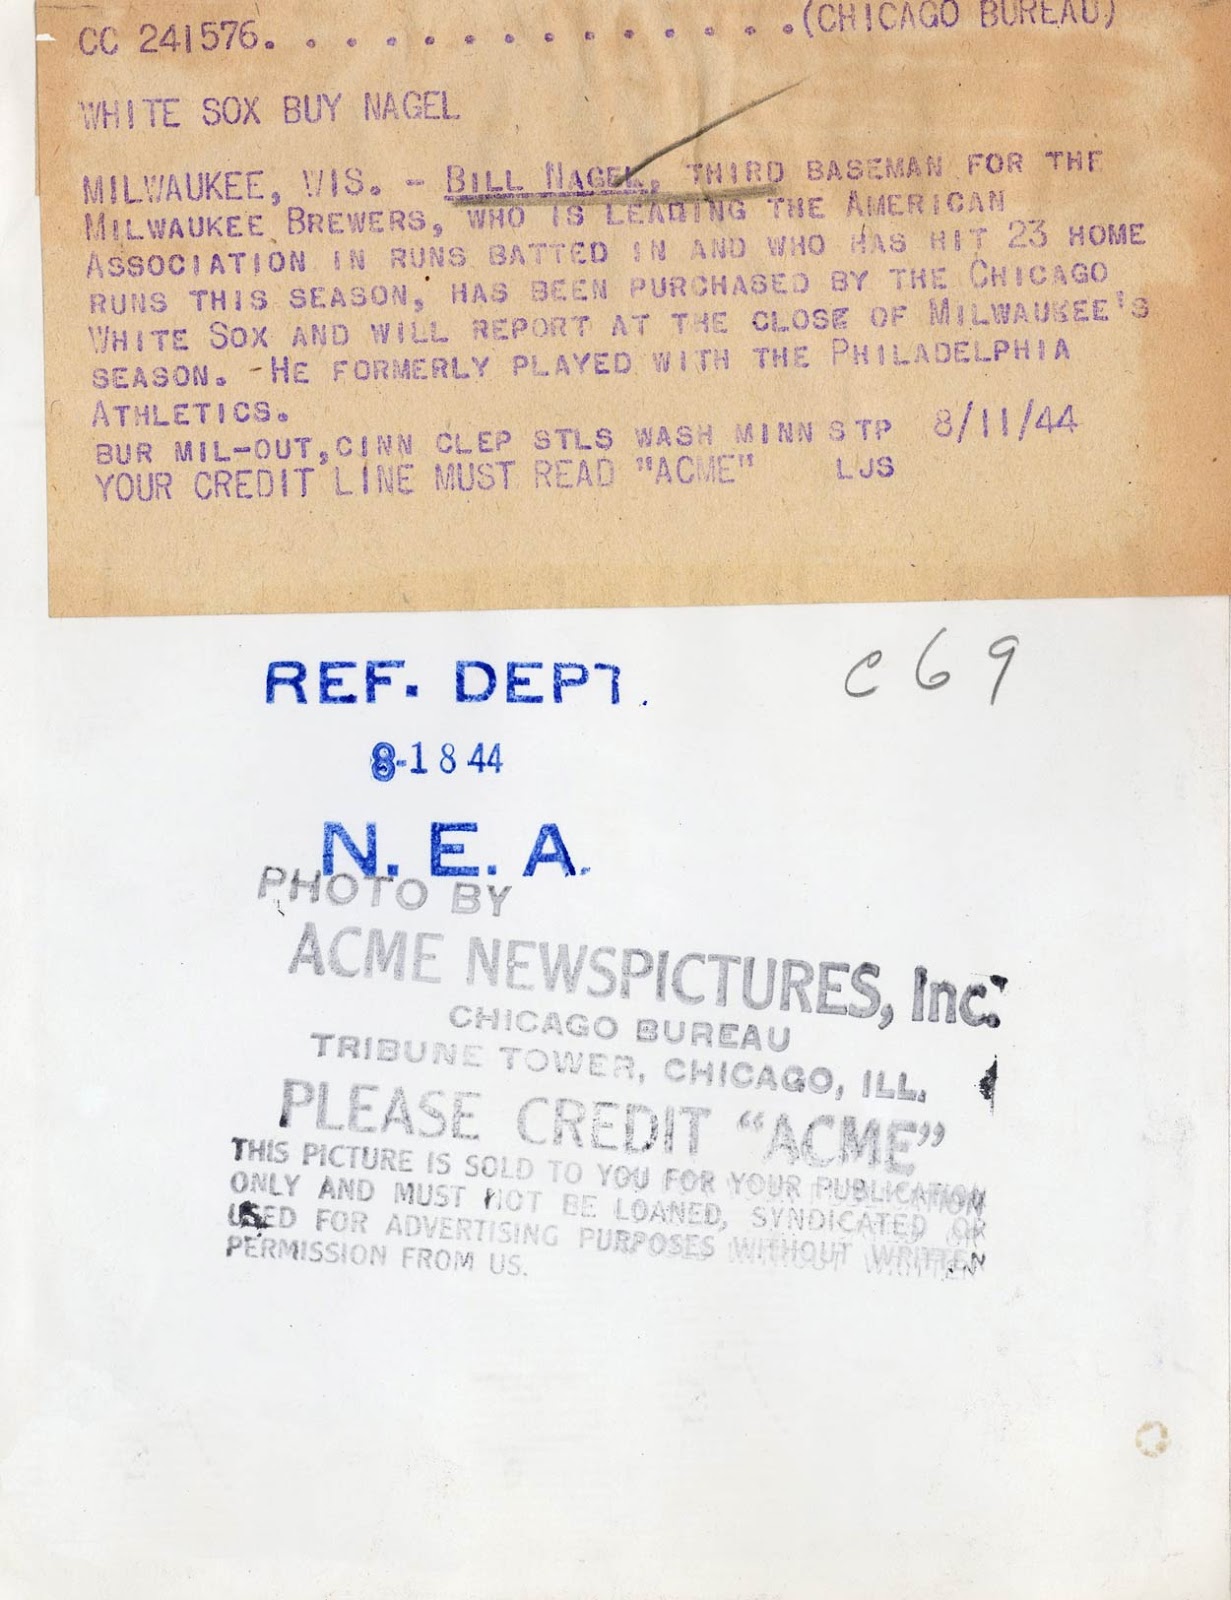 CC 241576. . . . . . . . . . . . . . (CHICAGO BUREAU)
WHITE SOX BUY NAGEL
MILWAUKEE, WIS. - BILL NAGEL, THIRD BASEMAN FOR THE
MILWAUKEE BREWERS, WHO IS LEADING THE AMERICAN
ASSOCIATION IN RUNS BATTED IN AND WHO HAS HIT 23 HOME
RUNS THIS SEASON, HAS BEEN PURCHASED BY THE CHICAGO
WHITE SOX AND WILL REPORT AT THE CLOSE OF MILWAUKEE'S
SEASON. HE FORMERLY PLAYED WITH THE PHILADELPHIA
ATHLETICS.
BUR MIL-OUT, CINN CLEP STLS WASH MINN STP 8/11/44
YOUR CREDIT LINE MUST READ "ACME" LJS
C69
REF. DEPT.
8-18 44
N. E. A.
PHOTO BY
ACME NEWSPICTURES, Inc.
CHICAGO BUREAU
TRIBUNE TOWER, CHICAGO, ILL.
PLEASE CREDIT "ACME"
THIS PICTURE IS SOLD TO YOU FOR YOUR PUBLICATION
ONLY AND MUST NOT BE LOANED, SYNDICATED OR
USED FOR ADVERTISING PURPOSES WITHOUT WRITTEN
PERMISSION FROM US.